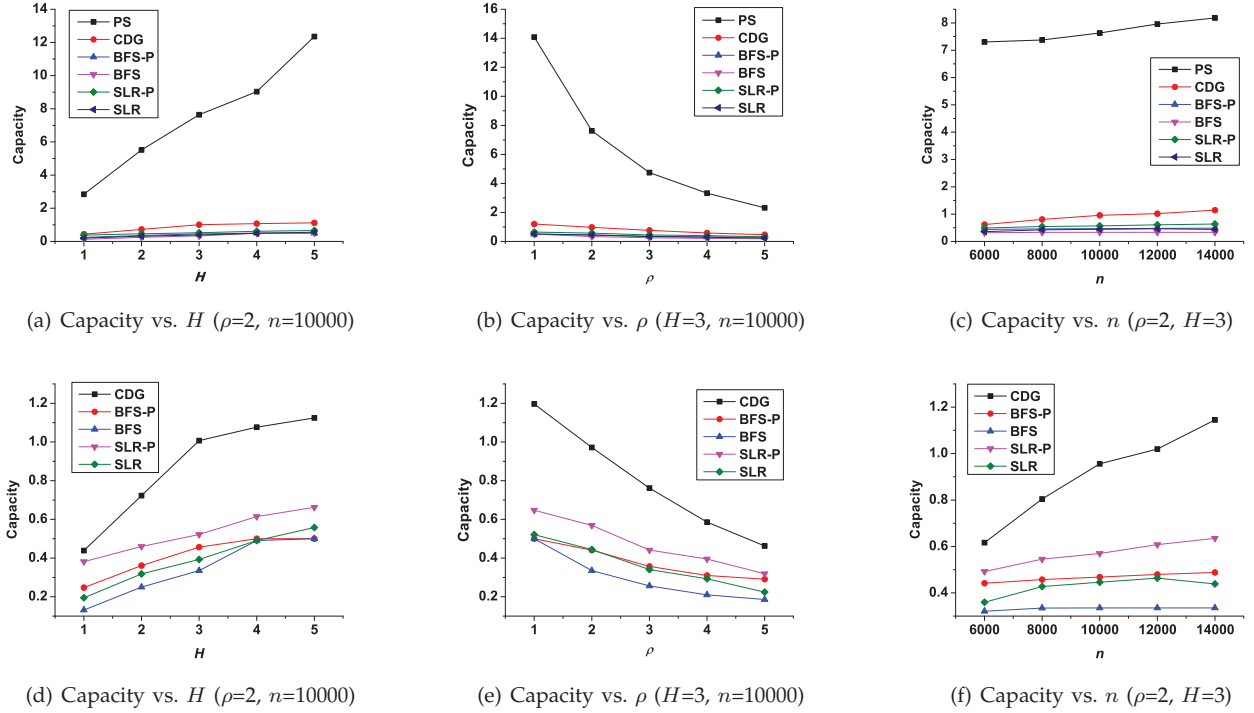 14
12
10
8
6
4
2
0
Capacity
PS
CDG
BFS-P
BFS
SLR-P
SLR
1 2 3 4 5
H
(a) Capacity vs. H (ρ=2, n=10000)
16
14
12
10
8
6
4
2
0
Capacity
PS
CDG
BFS-P
BFS
SLR-P
SLR
1 2 3 4 5
ρ
(b) Capacity vs. ρ (H=3, n=10000)
8
7
6
5
4
3
2
1
0
Capacity
PS
CDG
BFS-P
BFS
SLR-P
SLR
6000 8000 10000 12000 14000
n
(c) Capacity vs. n (ρ=2, H=3)
1.2
1.0
0.8
0.6
0.4
0.2
Capacity
CDG
BFS-P
BFS
SLR-P
SLR
1 2 3 4 5
H
(d) Capacity vs. H (ρ=2, n=10000)
1.2
1.0
0.8
0.6
0.4
0.2
Capacity
CDG
BFS-P
BFS
SLR-P
SLR
1 2 3 4 5
ρ
(e) Capacity vs. ρ (H=3, n=10000)
1.2
1.0
0.8
0.6
0.4
Capacity
CDG
BFS-P
BFS
SLR-P
SLR
6000 8000 10000 12000 14000
n
(f) Capacity vs. n (ρ=2, H=3)